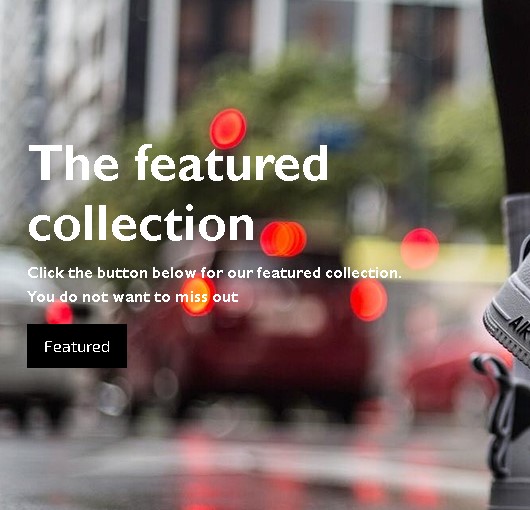 The featured
collection
Click the button below for our featured collection.
You do not want to miss out
Featured
AIR